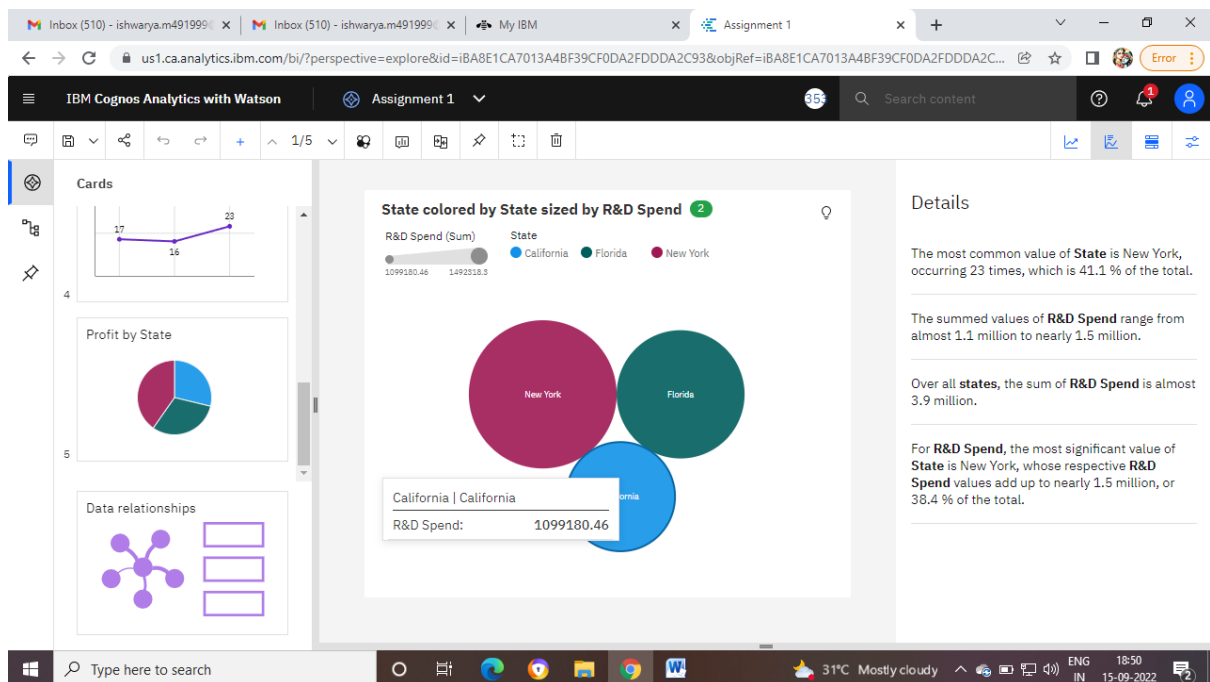 Inbox (510) - ishwarya.m491999
Inbox (510) - ishwarya.m491999
My IBM
Assignment 1
us1.ca.analytics.ibm.com/bi/?perspective=explore&id=iBA8E1CA7013A4BF39CF0DA2FDDDA2C93&objRef=iBA8E1CA7013A4BF39CF0DA2FDDDA2C...
Error
IBM Cognos Analytics with Watson
Assignment 1
353
Search content
1
1/5
Cards
17
16
23
4
Profit by State
5
Data relationships
State colored by State sized by R&D Spend 2
R&D Spend (Sum)
State
1099180.46 1492318.3
California Florida New York
New York
Florida
ornia
California | California
R&D Spend: 1099180.46
Details
The most common value of State is New York,
occurring 23 times, which is 41.1 % of the total.
The summed values of R&D Spend range from
almost 1.1 million to nearly 1.5 million.
Over all states, the sum of R&D Spend is almost
3.9 million.
For R&D Spend, the most significant value of
State is New York, whose respective R&D
Spend values add up to nearly 1.5 million, or
38.4 % of the total.
Type here to search
W
31°C Mostly cloudy
ENG
IN
18:50
15-09-2022
2